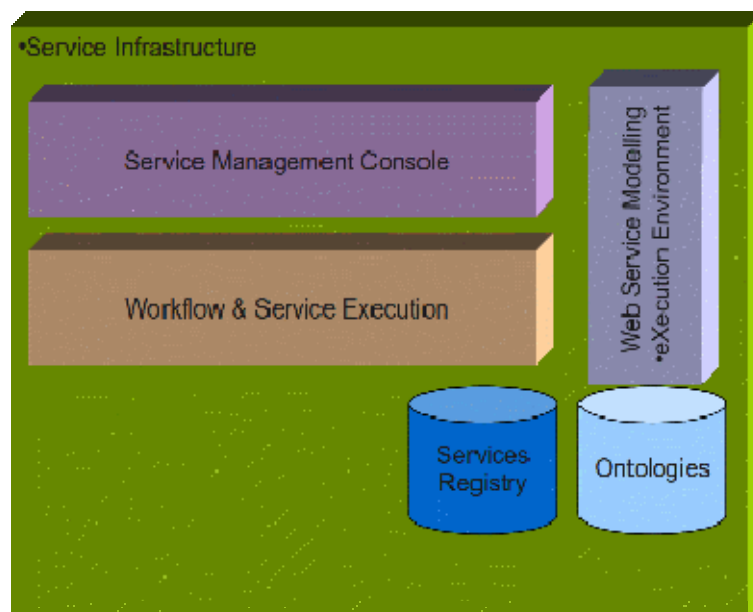 •Service Infrastructure
Service Management Console
Web Service Modelling
•eXecution Environment
Workflow & Service Execution
Services
Registry
Ontologies